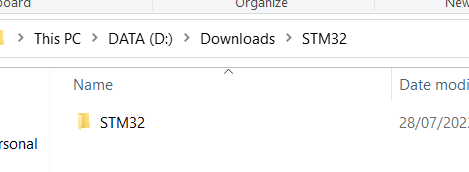 Organize
This PC > DATA (D:) > Downloads > STM32
Name Date modi
STM32 28/07/202
ersonal